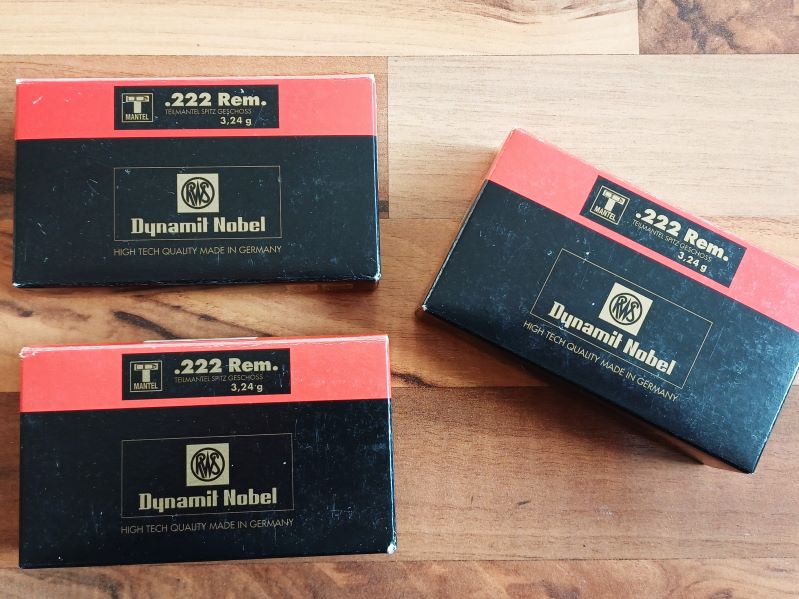 T
MANTEL
.222 Rem.
TEILMANTEL SPITZ GESCHOSS
3,24 g
RWS
Dynamit Nobel
HIGH TECH QUALITY MADE IN GERMANY
T
MANTEL
.222 Rem.
TEILMANTEL SPITZ GESCHOSS
3,24 g
RWS
Dynamit Nobel
HIGH TECH QUALITY MADE IN GERMANY
T
MANTEL
.222 Rem.
TEILMANTEL SPITZ GESCHOSS
3,24 g
RWS
Dynamit Nobel
HIGH TECH QUALITY MADE IN GERMANY